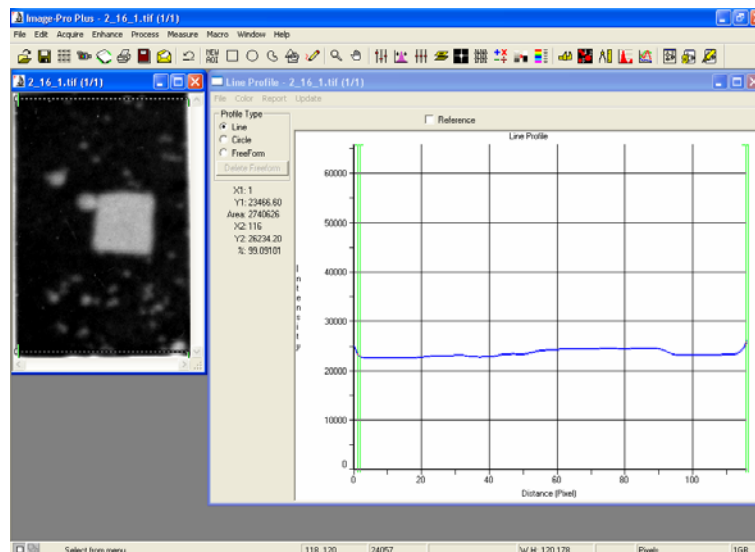 Image-Pro Plus - 2_16_1.tif (1/1)
File Edit Acquire Enhance Process Measure Macro Window Help
NEW
AOI
2_16_1.tif (1/1)
Line Profile - 2_16_1.tif (1/1)
File Color Report Update
Profile Type
Line
Circle
FreeForm
Delete Freeform
Reference
X1: 1
Y1: 23466.60
Area: 2740626
X2: 116
Y2: 26234.20
%: 99.09101
Line Profile
Intensity
60000
50000
40000
30000
20000
10000
0
0 20 40 60 80 100
Distance (Pixel)
Select from menu
118, 120
24057
W,H: 120,178
Pixels
1GB